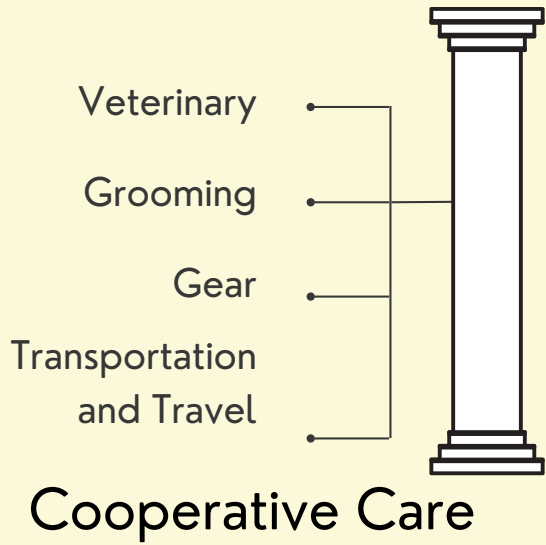 Veterinary
Grooming
Gear
Transportation
and Travel
Cooperative Care